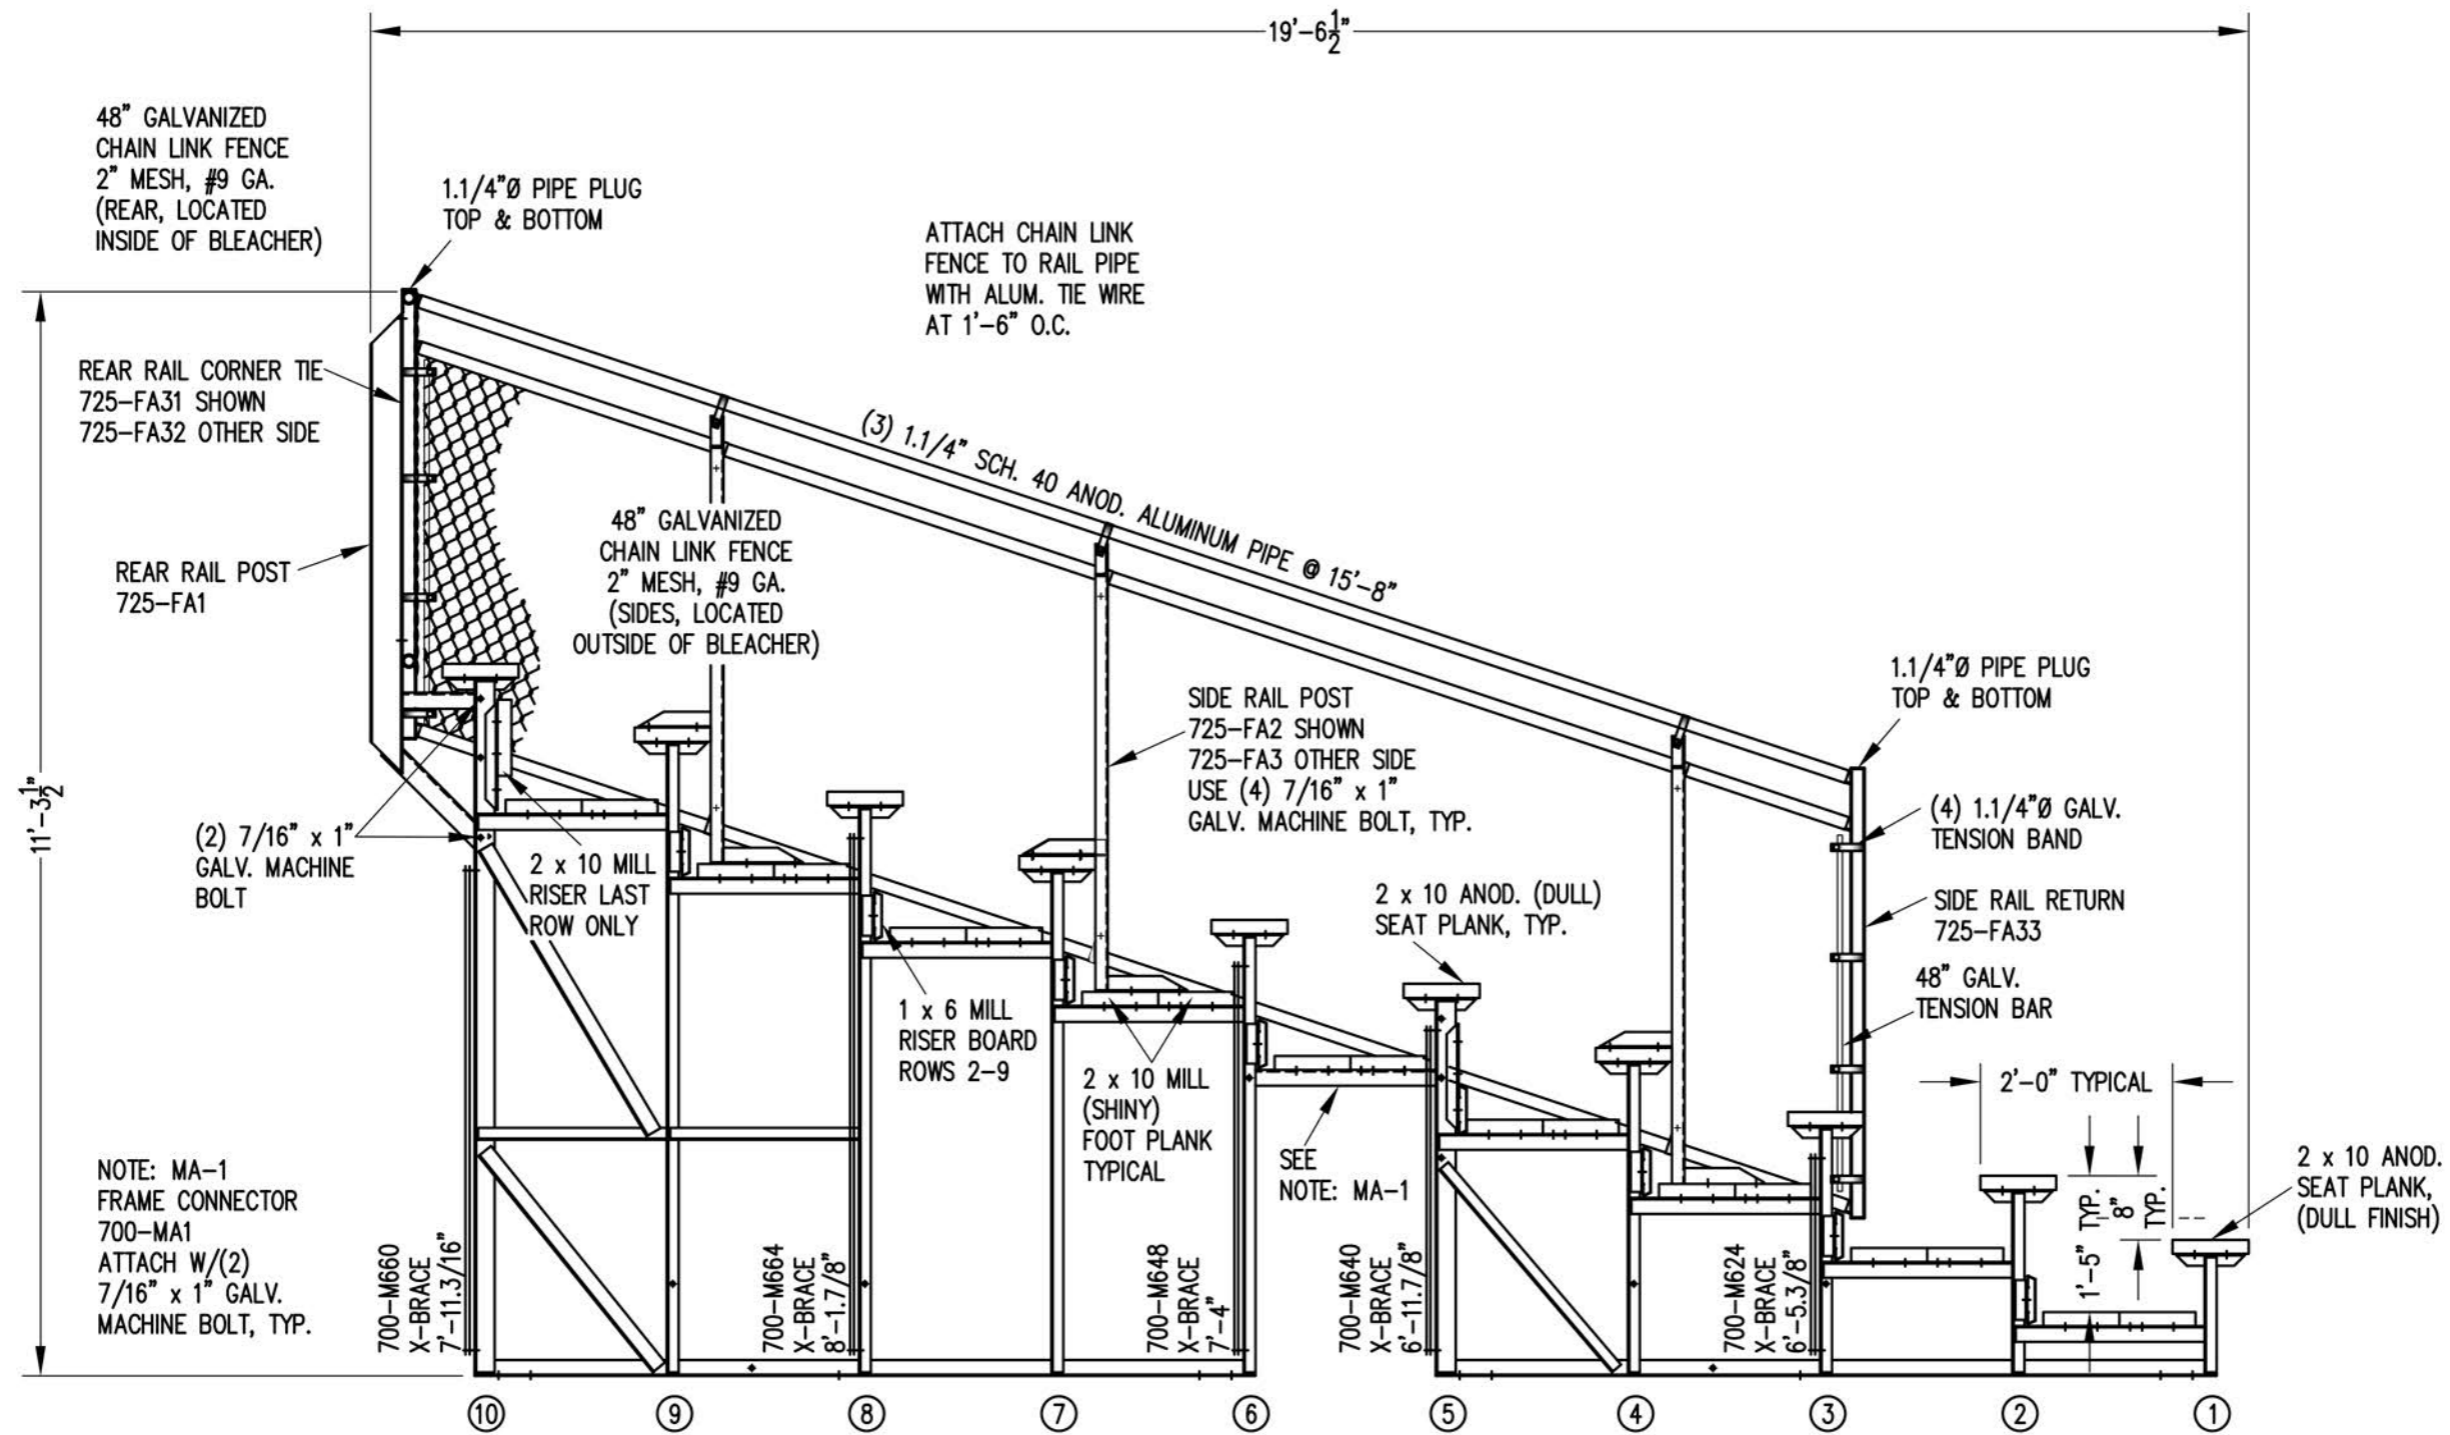 19'-6½"
48" GALVANIZED
CHAIN LINK FENCE
2" MESH, #9 GA.
(REAR, LOCATED
INSIDE OF BLEACHER)
1.1/4"Ø PIPE PLUG
TOP & BOTTOM
ATTACH CHAIN LINK
FENCE TO RAIL PIPE
WITH ALUM. TIE WIRE
AT 1'-6" O.C.
REAR RAIL CORNER TIE
725-FA31 SHOWN
725-FA32 OTHER SIDE
(3) 1.1/4" SCH. 40 ANOD. ALUMINUM PIPE @ 15'-8"
48" GALVANIZED
CHAIN LINK FENCE
2" MESH, #9 GA.
(SIDES, LOCATED
OUTSIDE OF BLEACHER)
REAR RAIL POST
725-FA1
1.1/4"Ø PIPE PLUG
TOP & BOTTOM
SIDE RAIL POST
725-FA2 SHOWN
725-FA3 OTHER SIDE
USE (4) 7/16" x 1"
GALV. MACHINE BOLT, TYP.
11'-3½"
(4) 1.1/4"Ø GALV.
TENSION BAND
(2) 7/16" x 1"
GALV. MACHINE
BOLT
2 x 10 MILL
RISER LAST
ROW ONLY
2 x 10 ANOD. (DULL)
SEAT PLANK, TYP.
SIDE RAIL RETURN
725-FA33
48" GALV.
TENSION BAR
1 x 6 MILL
RISER BOARD
ROWS 2-9
2 x 10 MILL
(SHINY)
FOOT PLANK
TYPICAL
SEE
NOTE: MA-1
2'-0" TYPICAL
1'-5" TYP.
8"
TYP.
2 x 10 ANOD.
SEAT PLANK,
(DULL FINISH)
NOTE: MA-1
FRAME CONNECTOR
700-MA1
ATTACH W/(2)
7/16" x 1" GALV.
MACHINE BOLT, TYP.
700-M660
X-BRACE
7'-11.3/16"
700-M664
X-BRACE
8'-1.7/8"
700-M648
X-BRACE
7'-4"
700-M640
X-BRACE
6'-11.7/8"
700-M624
X-BRACE
6'-5.3/8"
10 9 8 7 6 5 4 3 2 1